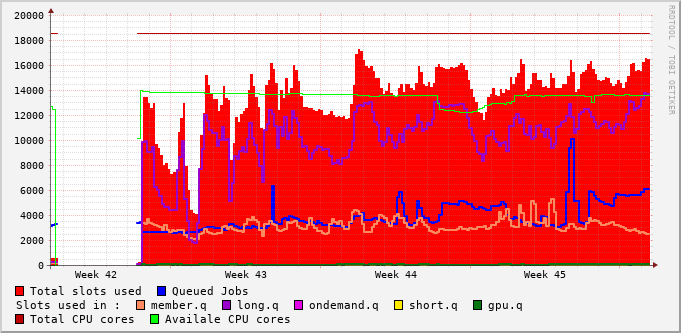 20000
18000
16000
14000
12000
10000
8000
6000
4000
2000
0
Week 42 Week 43 Week 44 Week 45
RRDTOOL / TOBI OETIKER
Total slots used Queued Jobs
Slots used in : member.q long.q ondemand.q short.q gpu.q
Total CPU cores Availale CPU cores